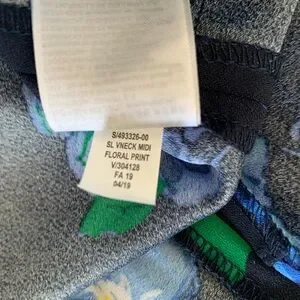 S/493326-00
SL VNECK MIDI
FLORAL PRINT
V/304128
FA 19
04/19